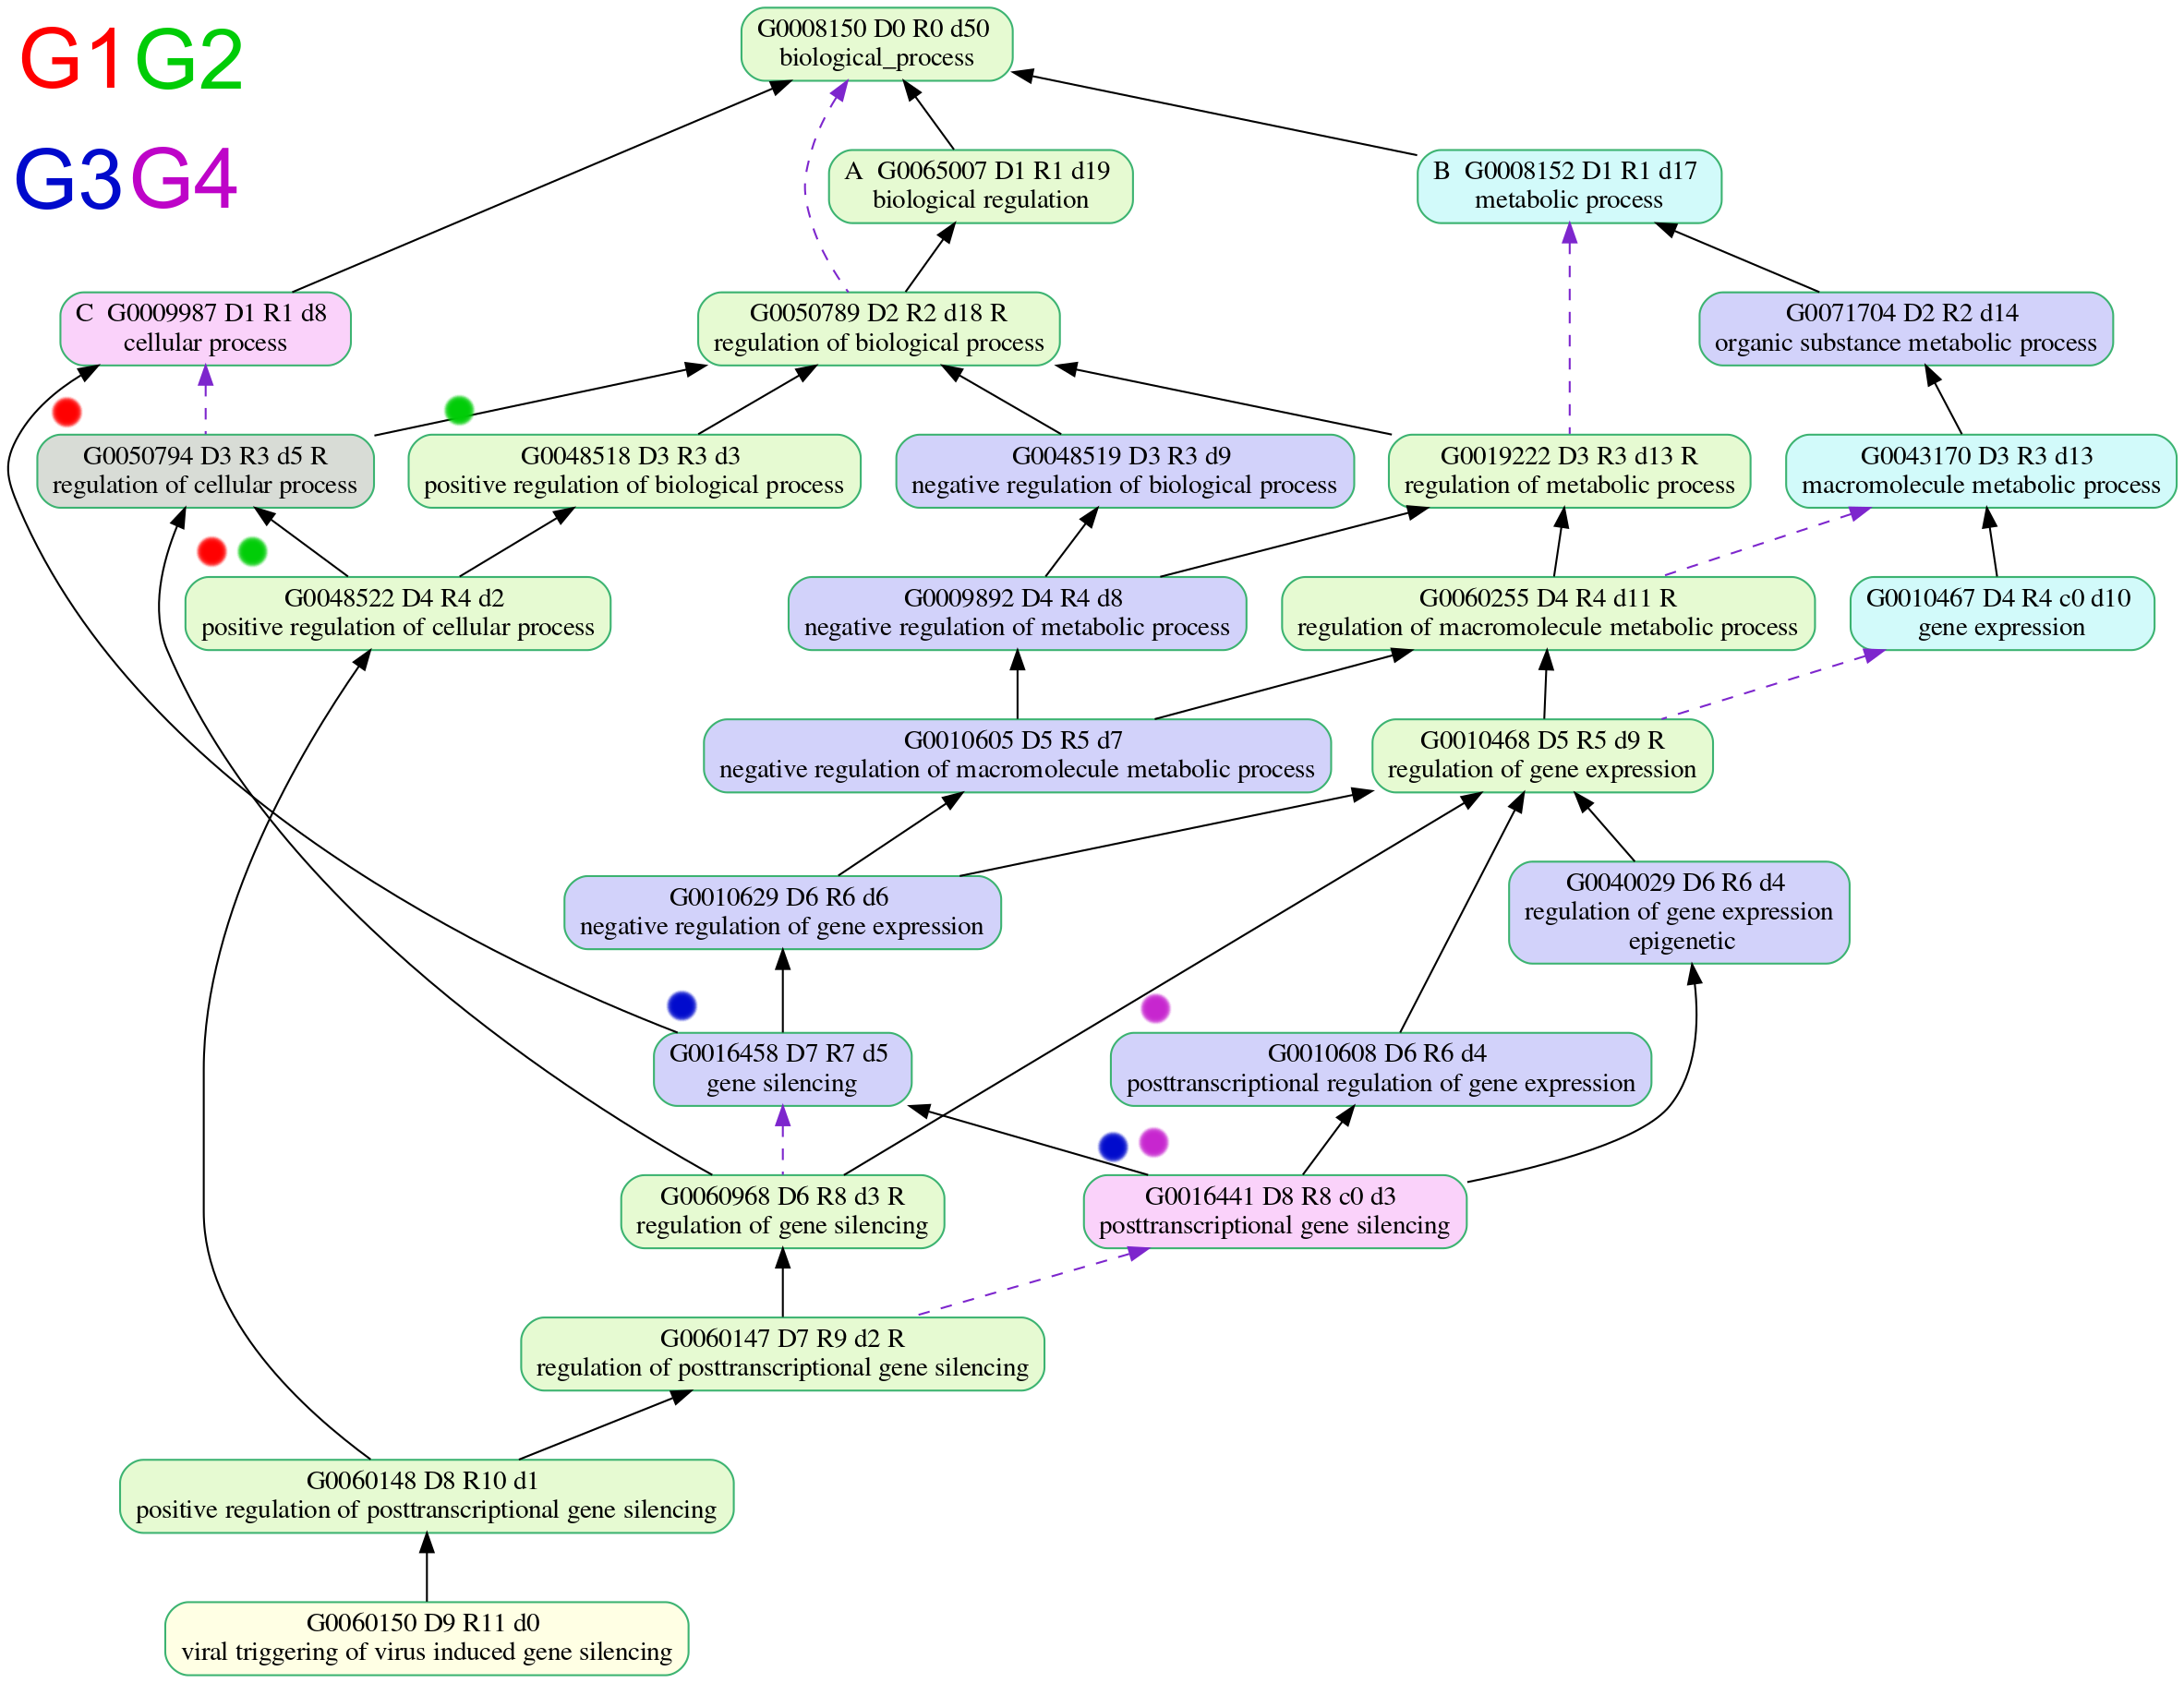 G1 G2
G3 G4
G0008150 D0 R0 d50
biological_process
A G0065007 D1 R1 d19
biological regulation
B G0008152 D1 R1 d17
metabolic process
C G0009987 D1 R1 d8
cellular process
G0050789 D2 R2 d18 R
regulation of biological process
G0071704 D2 R2 d14
organic substance metabolic process
G0050794 D3 R3 d5 R
regulation of cellular process
G0048518 D3 R3 d3
positive regulation of biological process
G0048519 D3 R3 d9
negative regulation of biological process
G0019222 D3 R3 d13 R
regulation of metabolic process
G0043170 D3 R3 d13
macromolecule metabolic process
G0048522 D4 R4 d2
positive regulation of cellular process
G0009892 D4 R4 d8
negative regulation of metabolic process
G0060255 D4 R4 d11 R
regulation of macromolecule metabolic process
G0010467 D4 R4 c0 d10
gene expression
G0010605 D5 R5 d7
negative regulation of macromolecule metabolic process
G0010468 D5 R5 d9 R
regulation of gene expression
G0010629 D6 R6 d6
negative regulation of gene expression
G0040029 D6 R6 d4
regulation of gene expression
epigenetic
G0016458 D7 R7 d5
gene silencing
G0010608 D6 R6 d4
posttranscriptional regulation of gene expression
G0060968 D6 R8 d3 R
regulation of gene silencing
G0016441 D8 R8 c0 d3
posttranscriptional gene silencing
G0060147 D7 R9 d2 R
regulation of posttranscriptional gene silencing
G0060148 D8 R10 d1
positive regulation of posttranscriptional gene silencing
G0060150 D9 R11 d0
viral triggering of virus induced gene silencing